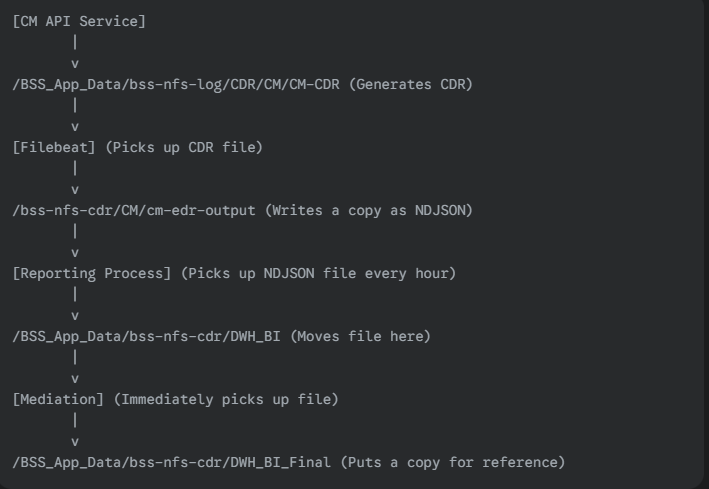 [CM API Service]
|
v
/BSS_App_Data/bss-nfs-log/CDR/CM/CM-CDR (Generates CDR)
|
v
[Filebeat] (Picks up CDR file)
|
v
/bss-nfs-cdr/CM/cm-edr-output (Writes a copy as NDJSON)
|
v
[Reporting Process] (Picks up NDJSON file every hour)
|
v
/BSS_App_Data/bss-nfs-cdr/DWH_BI (Moves file here)
|
v
[Mediation] (Immediately picks up file)
|
v
/BSS_App_Data/bss-nfs-cdr/DWH_BI_Final (Puts a copy for reference)